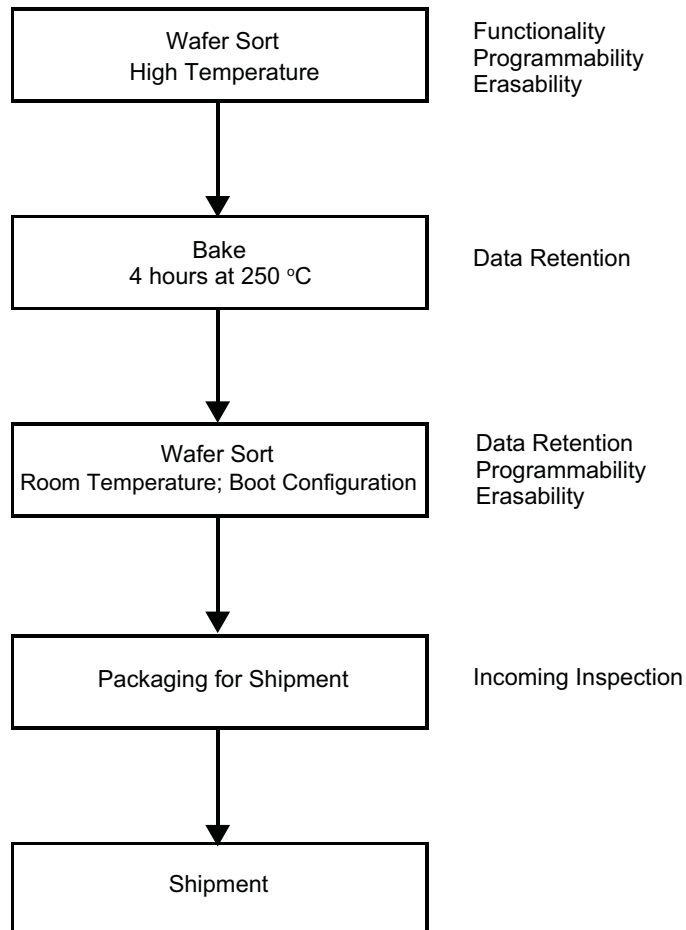 Wafer Sort
High Temperature
Functionality
Programmability
Erasability
Bake
4 hours at 250 °C
Data Retention
Wafer Sort
Room Temperature; Boot Configuration
Data Retention
Programmability
Erasability
Packaging for Shipment
Incoming Inspection
Shipment